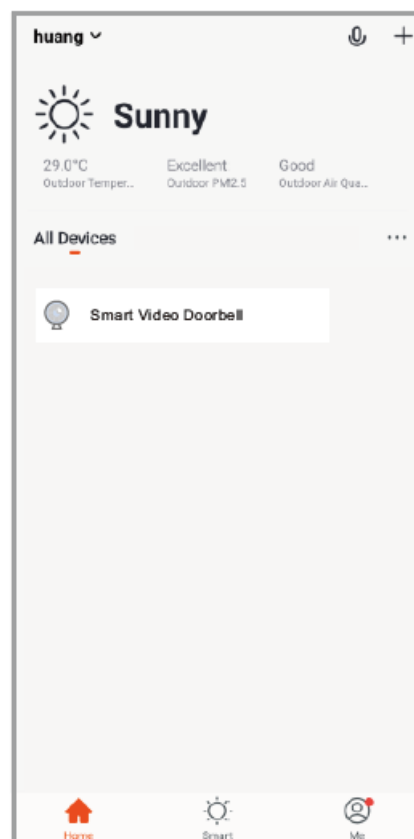 huang
Sunny
29.0°C Excellent Good
Outdoor Temper... Outdoor PM2.5 Outdoor Air Qua...
All Devices ...
Smart Video Doorbell
Home Smart Me